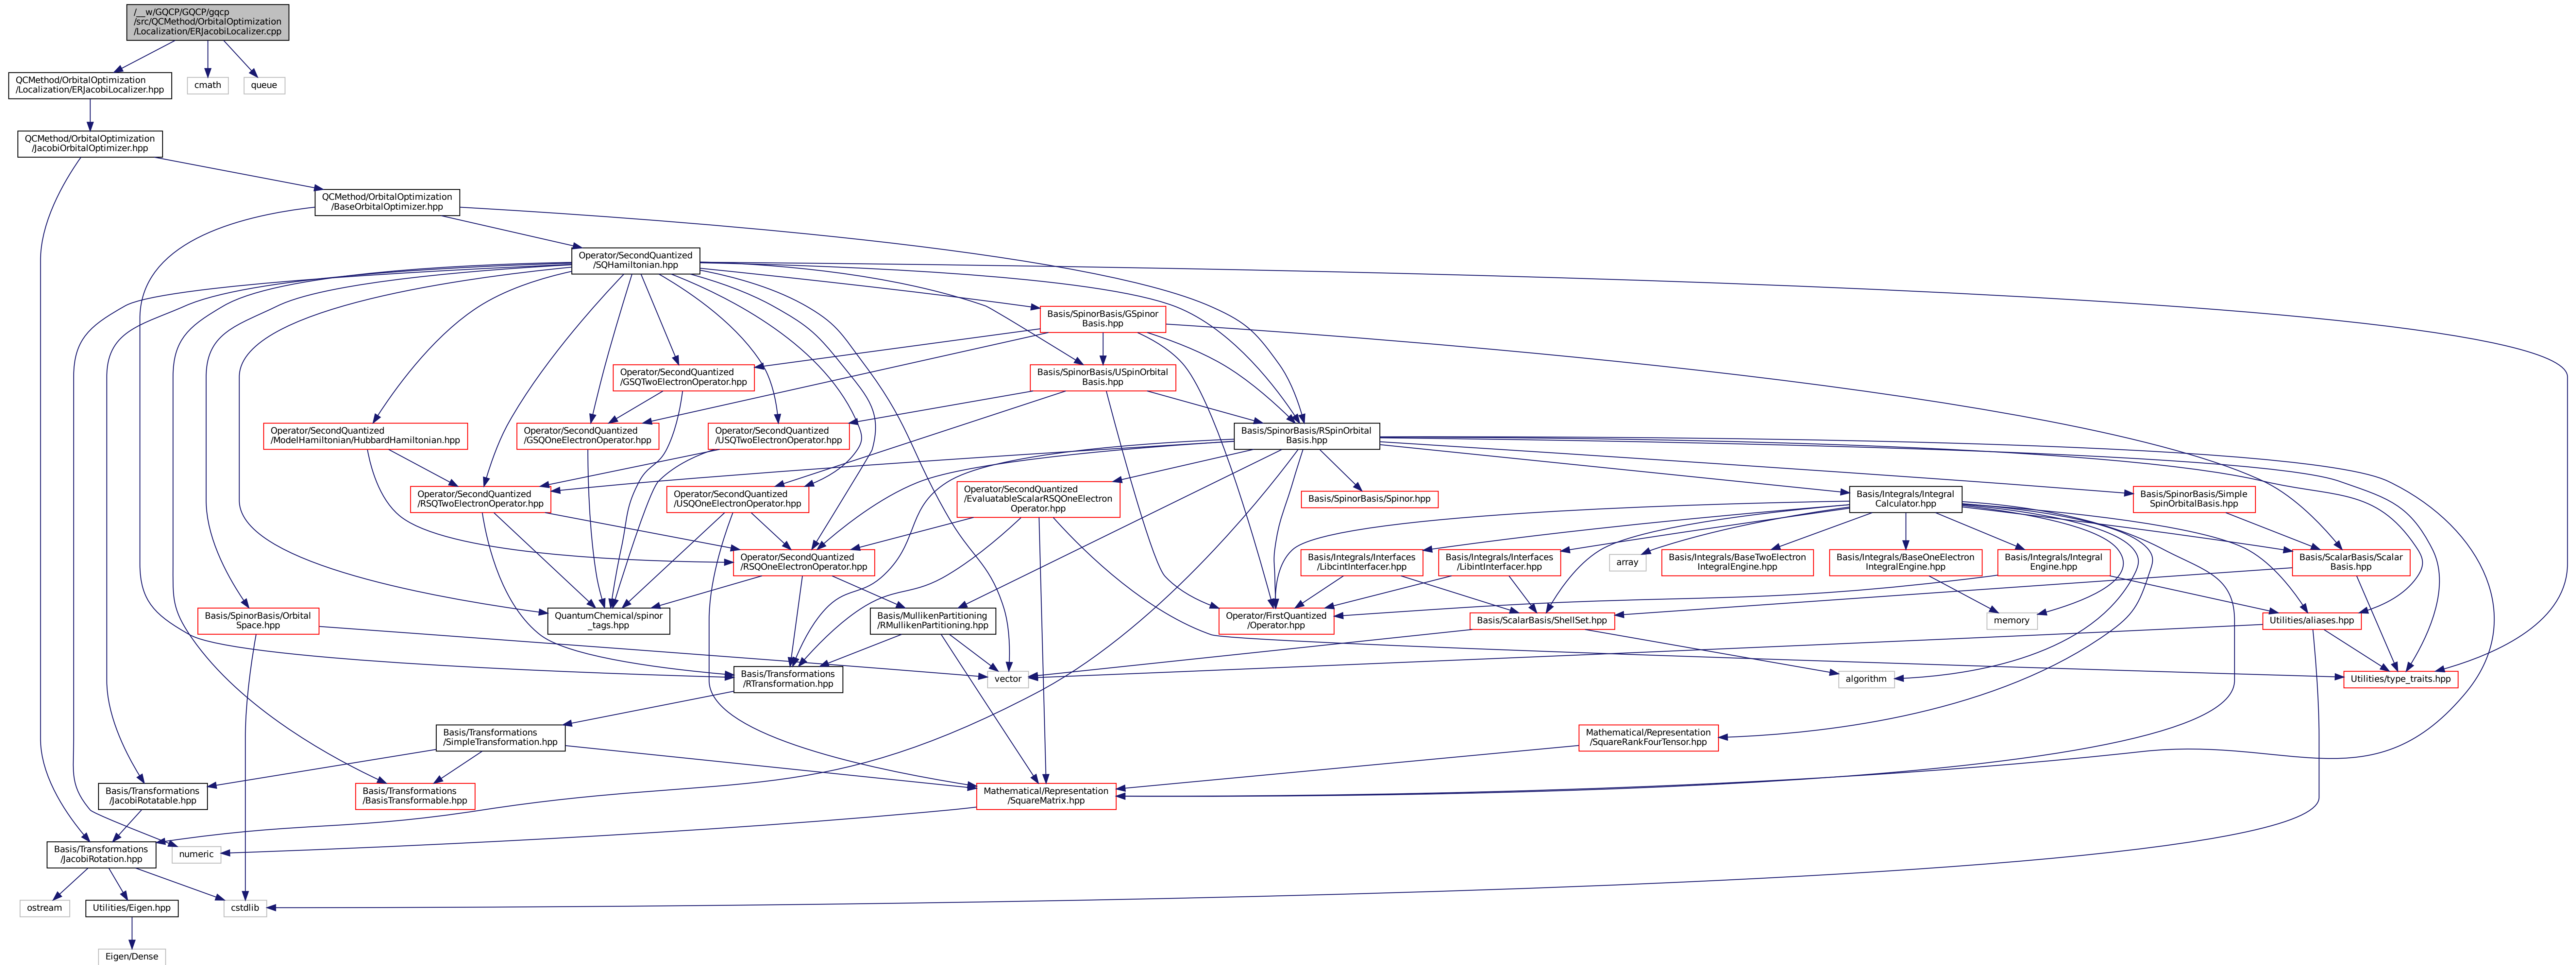 /__w/GQCP/GQCP/gqcp
/src/QCMethod/OrbitalOptimization
/Localization/ERJacobiLocalizer.cpp
QCMethod/OrbitalOptimization
/Localization/ERJacobiLocalizer.hpp
cmath
queue
QCMethod/OrbitalOptimization
/JacobiOrbitalOptimizer.hpp
QCMethod/OrbitalOptimization
/BaseOrbitalOptimizer.hpp
Operator/SecondQuantized
/SQHamiltonian.hpp
Basis/SpinorBasis/GSpinor
Basis.hpp
Operator/SecondQuantized
/GSQTwoElectronOperator.hpp
Basis/SpinorBasis/USpinOrbital
Basis.hpp
Operator/SecondQuantized
/ModelHamiltonian/HubbardHamiltonian.hpp
Operator/SecondQuantized
/GSQOneElectronOperator.hpp
Operator/SecondQuantized
/USQTwoElectronOperator.hpp
Basis/SpinorBasis/RSpinOrbital
Basis.hpp
Operator/SecondQuantized
/RSQTwoElectronOperator.hpp
Operator/SecondQuantized
/USQOneElectronOperator.hpp
Operator/SecondQuantized
/EvaluatableScalarRSQOneElectron
Operator.hpp
Basis/SpinorBasis/Spinor.hpp
Basis/Integrals/Integral
Calculator.hpp
Basis/SpinorBasis/Simple
SpinOrbitalBasis.hpp
Operator/SecondQuantized
/RSQOneElectronOperator.hpp
Basis/Integrals/Interfaces
/LibcintInterfacer.hpp
Basis/Integrals/Interfaces
/LibintInterfacer.hpp
array
Basis/Integrals/BaseTwoElectron
IntegralEngine.hpp
Basis/Integrals/BaseOneElectron
IntegralEngine.hpp
Basis/Integrals/Integral
Engine.hpp
Basis/ScalarBasis/Scalar
Basis.hpp
Basis/SpinorBasis/Orbital
Space.hpp
QuantumChemical/spinor
_tags.hpp
Basis/MullikenPartitioning
/RMullikenPartitioning.hpp
Operator/FirstQuantized
/Operator.hpp
Basis/ScalarBasis/ShellSet.hpp
memory
Utilities/aliases.hpp
Basis/Transformations
/RTransformation.hpp
vector
algorithm
Utilities/type_traits.hpp
Basis/Transformations
/SimpleTransformation.hpp
Mathematical/Representation
/SquareRankFourTensor.hpp
Basis/Transformations
/JacobiRotatable.hpp
Basis/Transformations
/BasisTransformable.hpp
Mathematical/Representation
/SquareMatrix.hpp
Basis/Transformations
/JacobiRotation.hpp
numeric
ostream
Utilities/Eigen.hpp
cstdlib
Eigen/Dense